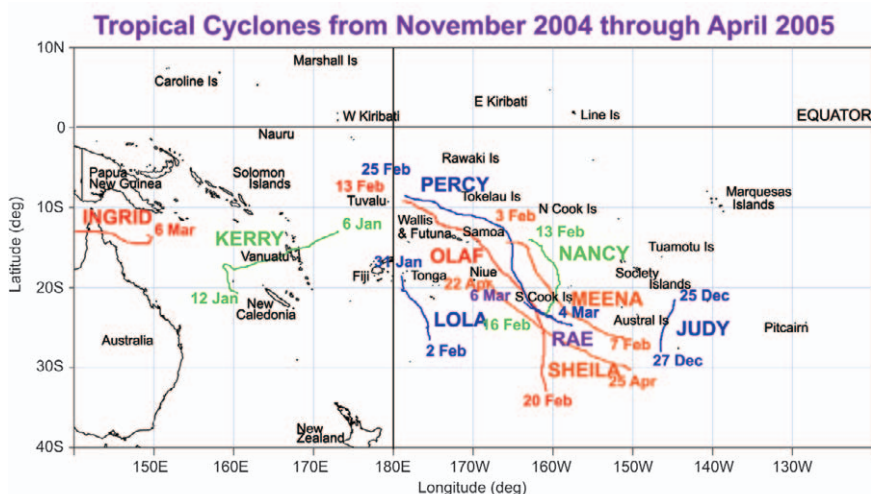 Tropical Cyclones from November 2004 through April 2005
10N
Marshall Is
Caroline Is
E Kiribati
W Kiribati
Line Is
EQUATOR
0
Nauru
Rawaki Is
Papua
New Guinea
Solomon
Islands
25 Feb
13 Feb
PERCY
Tuvalu
Tokelau Is
Marquesas
Islands
10S
INGRID
6 Mar
KERRY
6 Jan
Wallis
& Futuna
Samoa
3 Feb
N Cook Is
13 Feb
NANCY
Tuamotu Is
Vanuatu
OLAF
31 Jan
Fiji
Tonga
Niue
22 Apr
Society
Islands
20S
12 Jan
New
Caledonia
6 Mar
S Cook Is
MEENA
25 Dec
LOLA
16 Feb
4 Mar
Austral Is
JUDY
Pitcairn
Australia
RAE
2 Feb
7 Feb
27 Dec
SHEILA
30S
25 Apr
20 Feb
New
Zealand
40S
150E
160E
170E
180E
170W
160W
150W
140W
130W
Latitude (deg)
Longitude (deg)